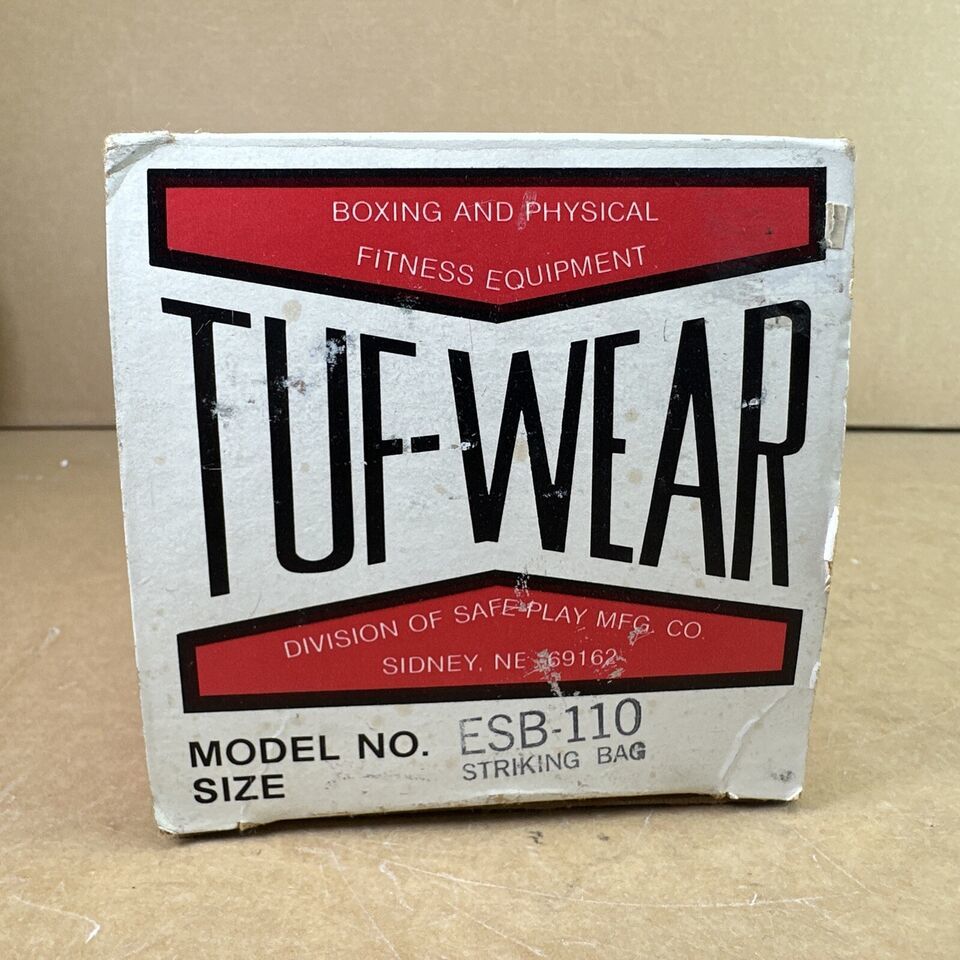 BOXING AND PHYSICAL
FITNESS EQUIPMENT
TUF-WEAR
DIVISION OF SAFE-PLAY MFG. CO.
SIDNEY, NE 69162
MODEL NO. ESB-110
SIZE STRIKING BAG